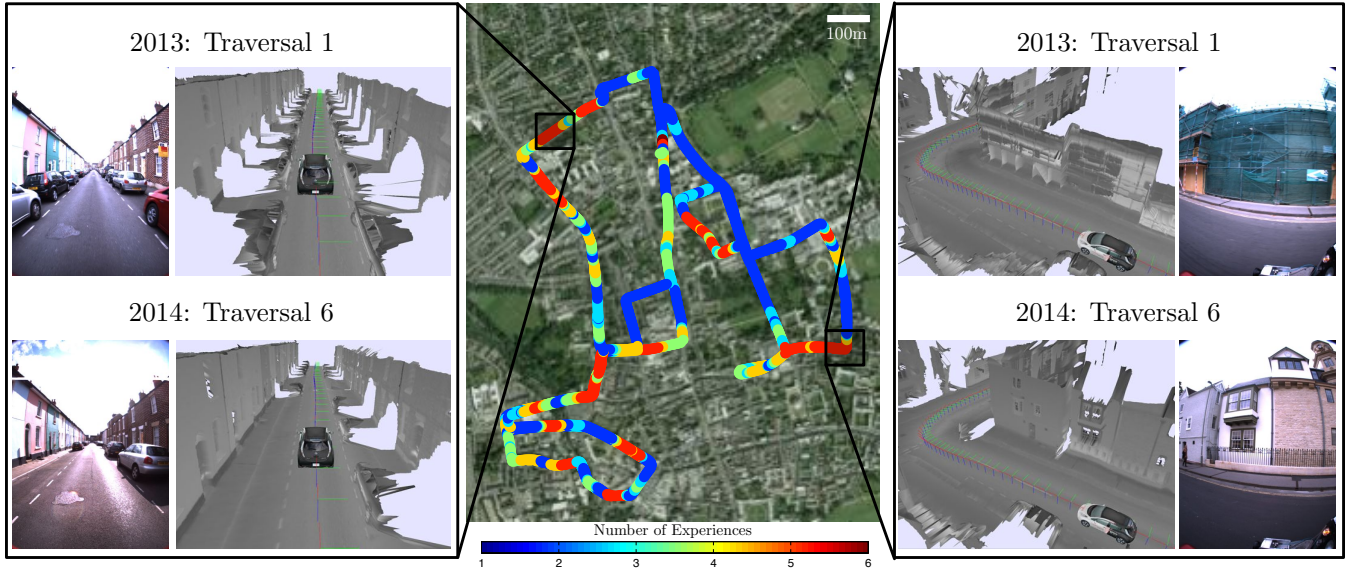 2013: Traversal 1
2014: Traversal 6
100m
Number of Experiences
1 2 3 4 5 6
2013: Traversal 1
2014: Traversal 6